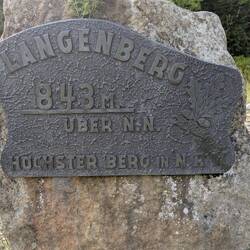 LANGENBERG
843 M.
ÜBER N.N.
HÖCHSTER BERG IN N.R.W.